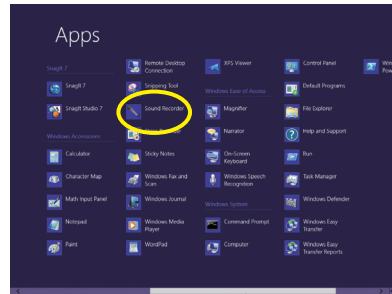 Apps
SnagIt 7
SnagIt 7
SnagIt Studio 7
Windows Accessories
Calculator
Character Map
Math Input Panel
Notepad
Paint
Remote Desktop
Connection
Snipping Tool
Sound Recorder
Sticky Notes
Windows Fax and
Scan
Windows Journal
Windows Media
Player
WordPad
XPS Viewer
Windows Ease of Access
Magnifier
Narrator
On-Screen
Keyboard
Windows Speech
Recognition
Windows System
Command Prompt
Computer
Control Panel
Default Programs
File Explorer
Help and Support
Run
Task Manager
Windows Defender
Windows Easy
Transfer
Windows Easy
Transfer Reports